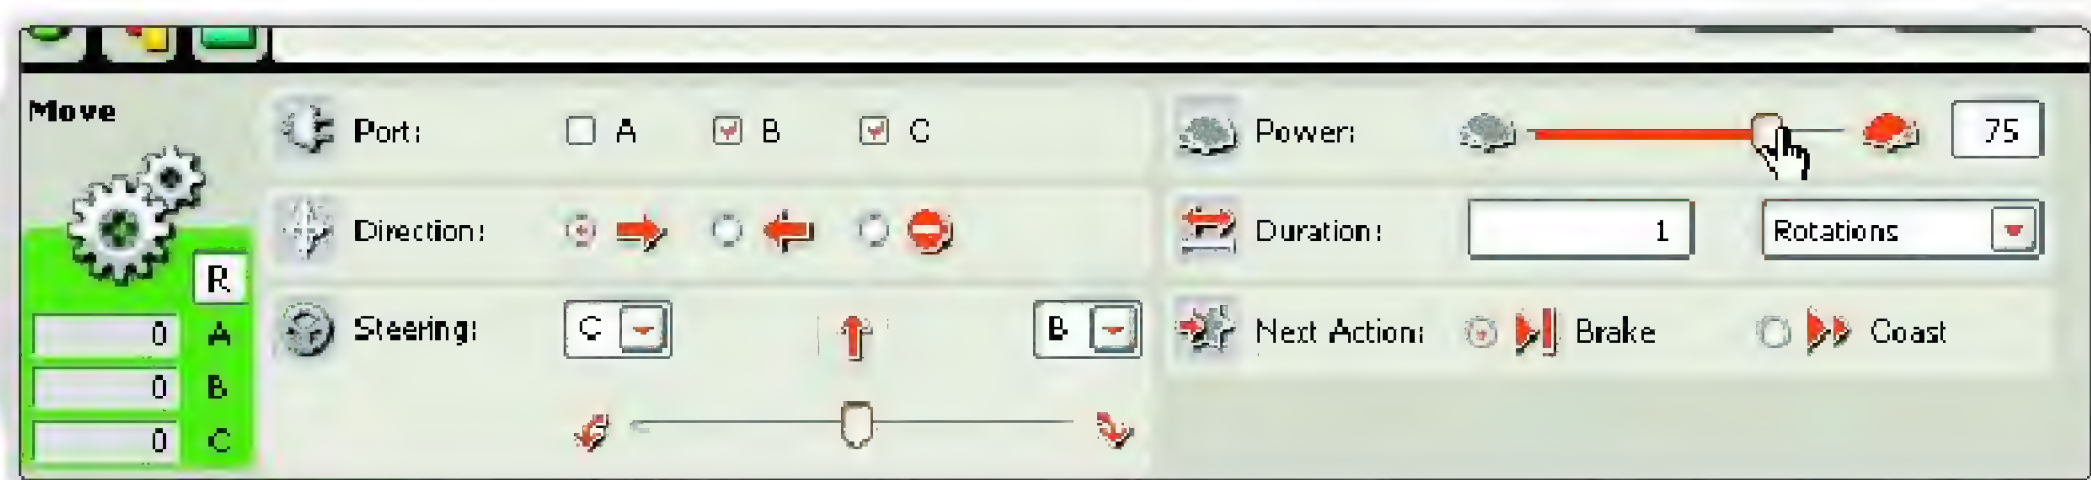 Move
R
0 A
0 B
0 C
Port: A B C
Direction:
Steering: C B
Power: 75
Duration: 1 Rotations
Next Action: Brake Coast